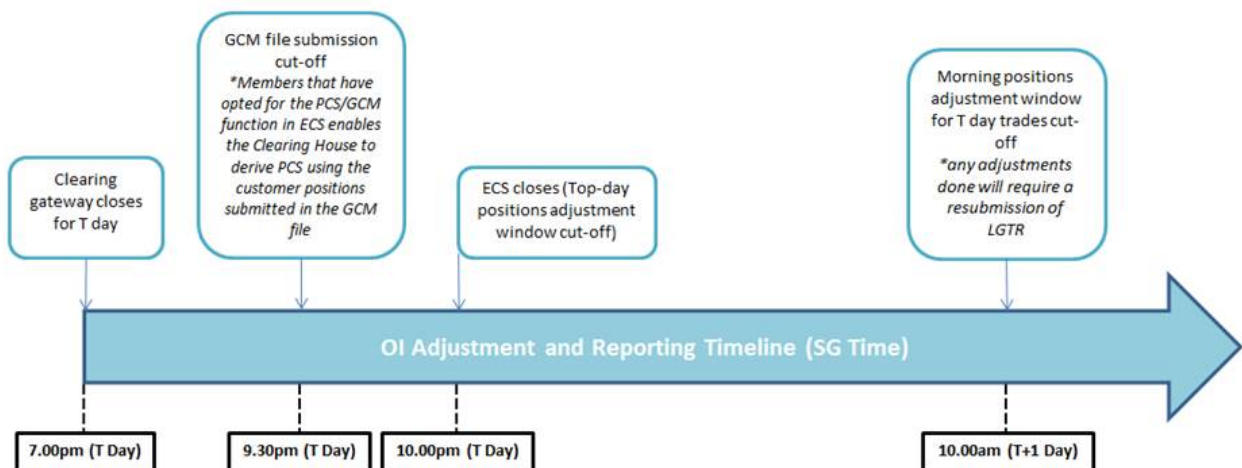 Clearing
gateway closes
for T day
GCM file submission
cut-off
*Members that have
opted for the PCS/GCM
function in ECS enables
the Clearing House to
derive PCS using the
customer positions
submitted in the GCM
file
ECS closes (Top-day
positions adjustment
window cut-off)
Morning positions
adjustment window
for T day trades cut-
off
*any adjustments
done will require a
resubmission of
LGTR
OI Adjustment and Reporting Timeline (SG Time)
7.00pm (T Day)
9.30pm (T Day)
10.00pm (T Day)
10.00am (T+1 Day)